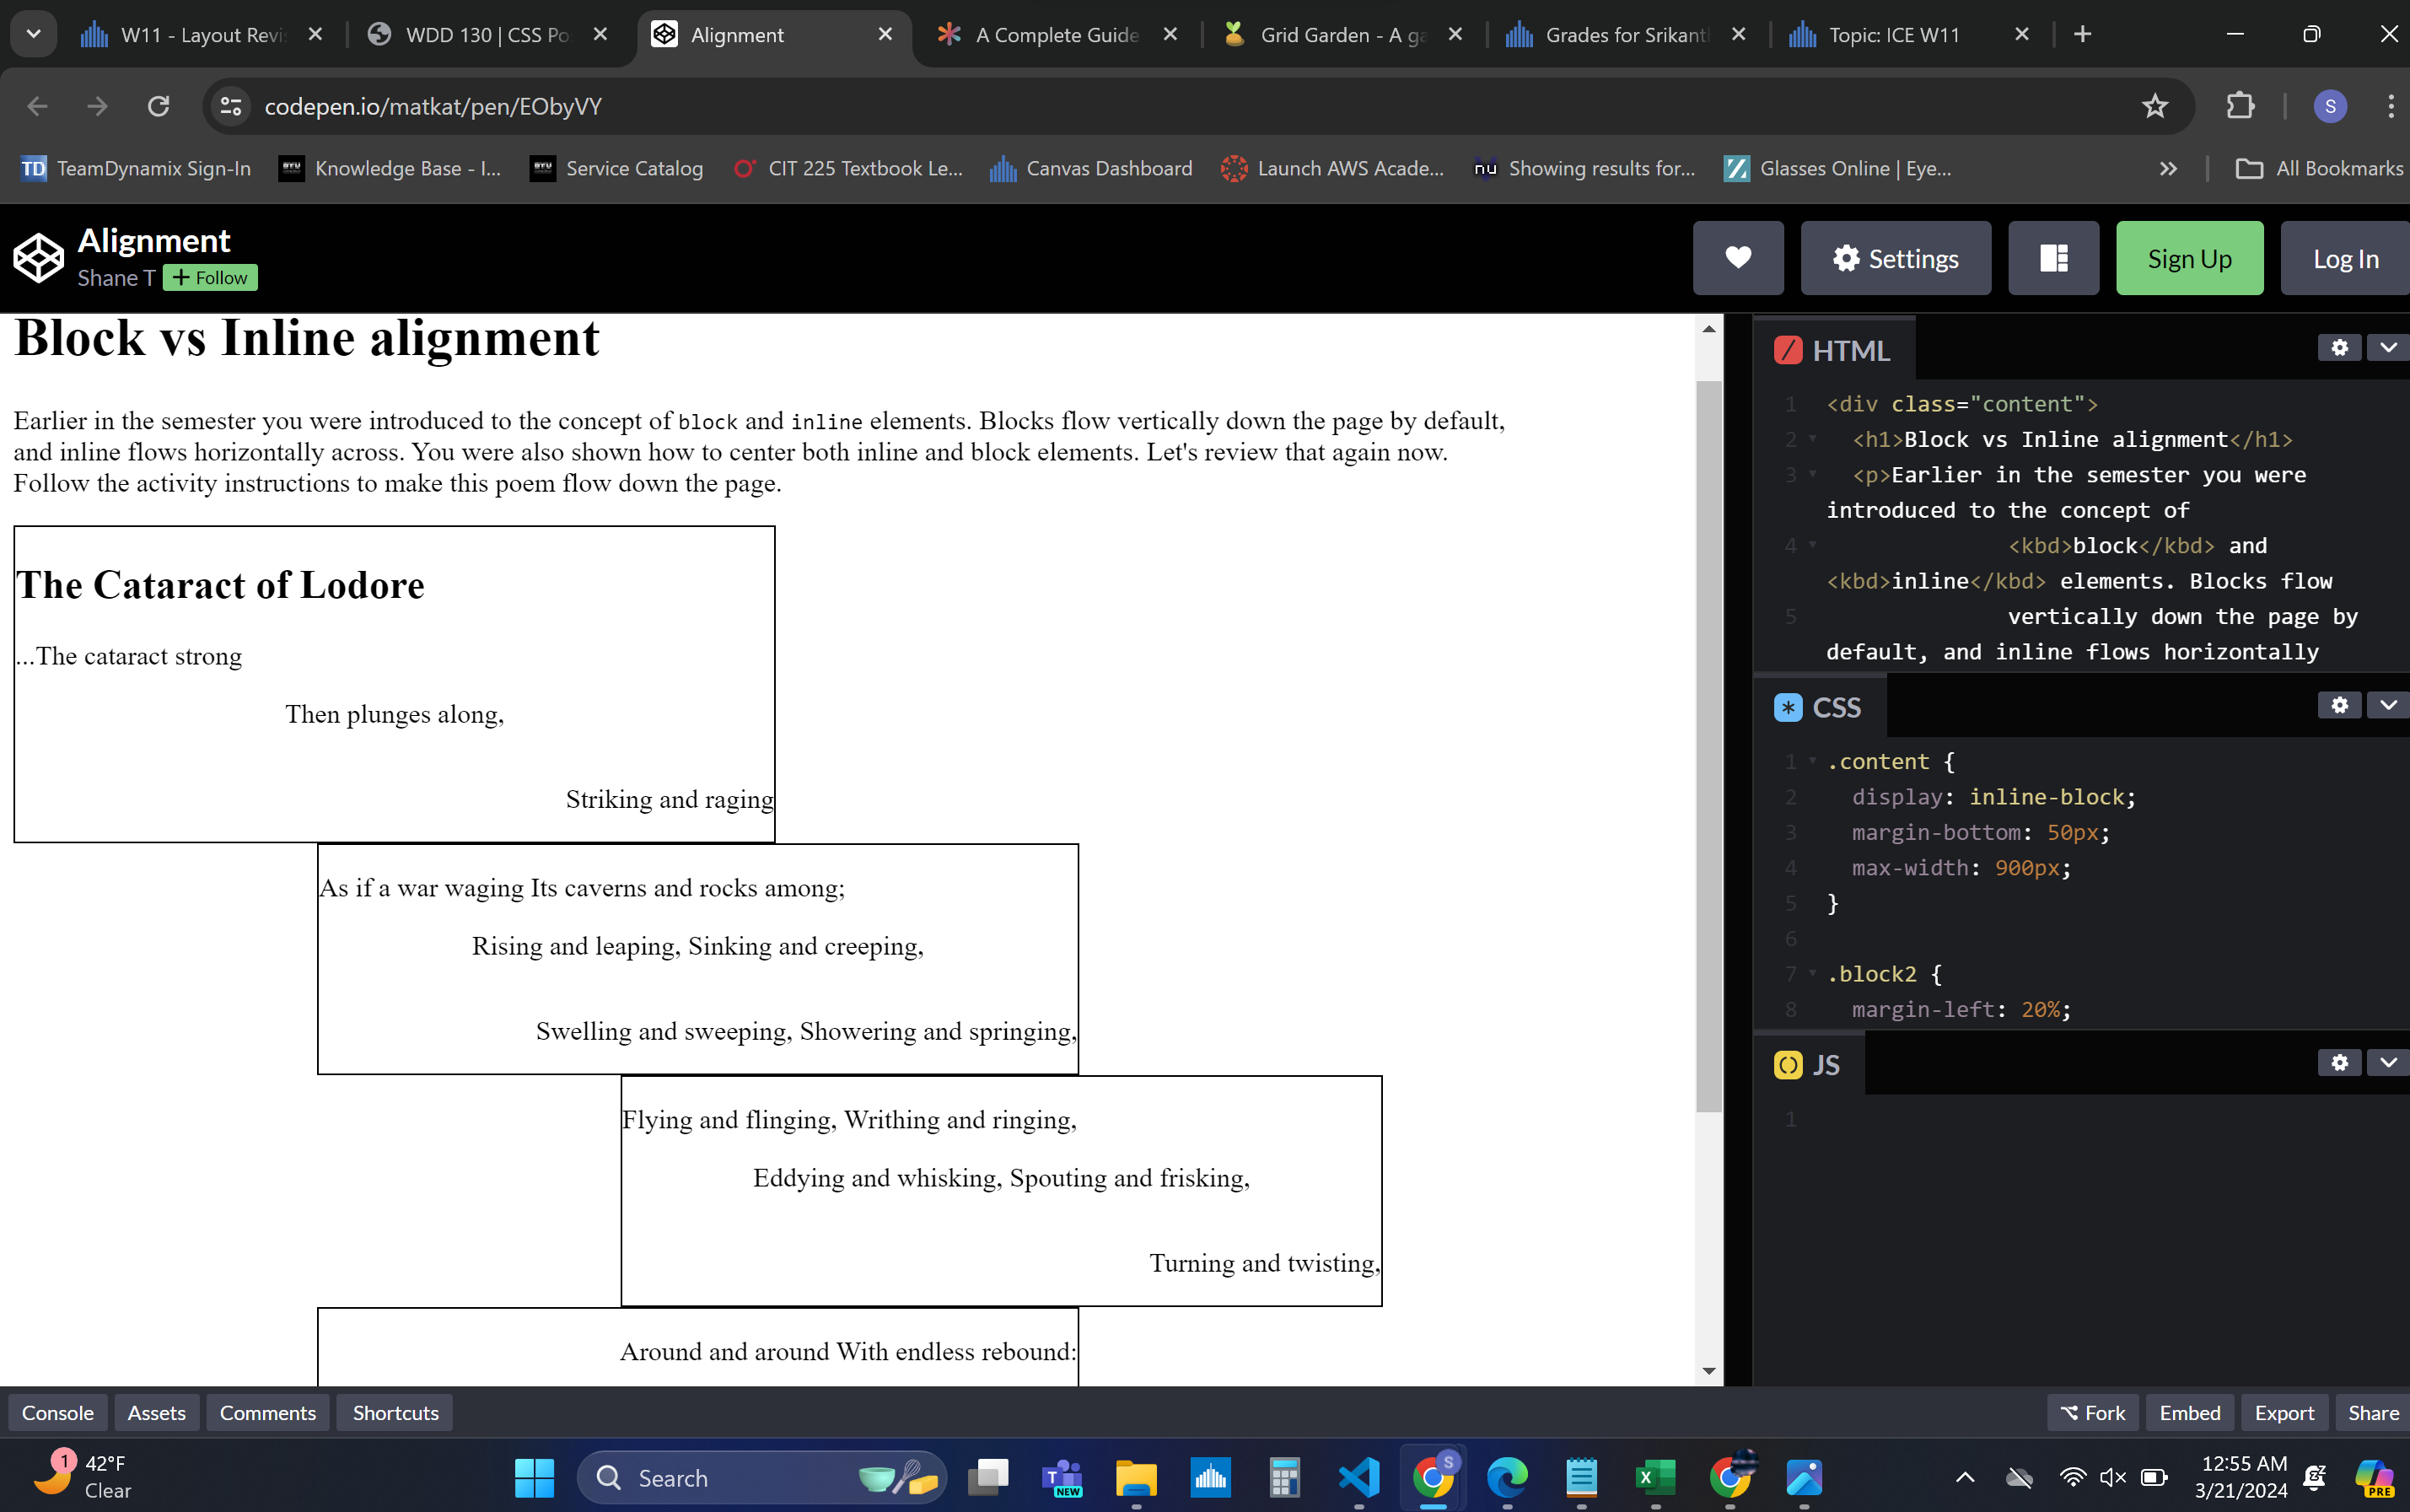 W11 - Layout Revi
WDD 130 | CSS Po
Alignment
A Complete Guide
Grid Garden - A ga
Grades for Srikant
Topic: ICE W11
codepen.io/matkat/pen/EObyVY
S
TD TeamDynamix Sign-In
Knowledge Base - I...
Service Catalog
CIT 225 Textbook Le...
Canvas Dashboard
Launch AWS Acade...
nu Showing results for...
Glasses Online | Eye...
All Bookmarks
Alignment
Shane T + Follow
Settings
Sign Up
Log In
Block vs Inline alignment
Earlier in the semester you were introduced to the concept of block and inline elements. Blocks flow vertically down the page by default,
and inline flows horizontally across. You were also shown how to center both inline and block elements. Let's review that again now.
Follow the activity instructions to make this poem flow down the page.
The Cataract of Lodore
...The cataract strong
Then plunges along,
Striking and raging
As if a war waging Its caverns and rocks among;
Rising and leaping, Sinking and creeping,
Swelling and sweeping, Showering and springing,
Flying and flinging, Writhing and ringing,
Eddying and whisking, Spouting and frisking,
Turning and twisting,
Around and around With endless rebound:
HTML
1 <div class="content">
2 <h1>Block vs Inline alignment</h1>
3 <p>Earlier in the semester you were
introduced to the concept of
4 <kbd>block</kbd> and
<kbd>inline</kbd> elements. Blocks flow
5 vertically down the page by
default, and inline flows horizontally
CSS
1 .content {
2 display: inline-block;
3 margin-bottom: 50px;
4 max-width: 900px;
5 }
6
7 .block2 {
8 margin-left: 20%;
JS
1
Console
Assets
Comments
Shortcuts
Fork
Embed
Export
Share
1
42°F
Clear
Search
T
NEW
X
S
12:55 AM
3/21/2024
PRE